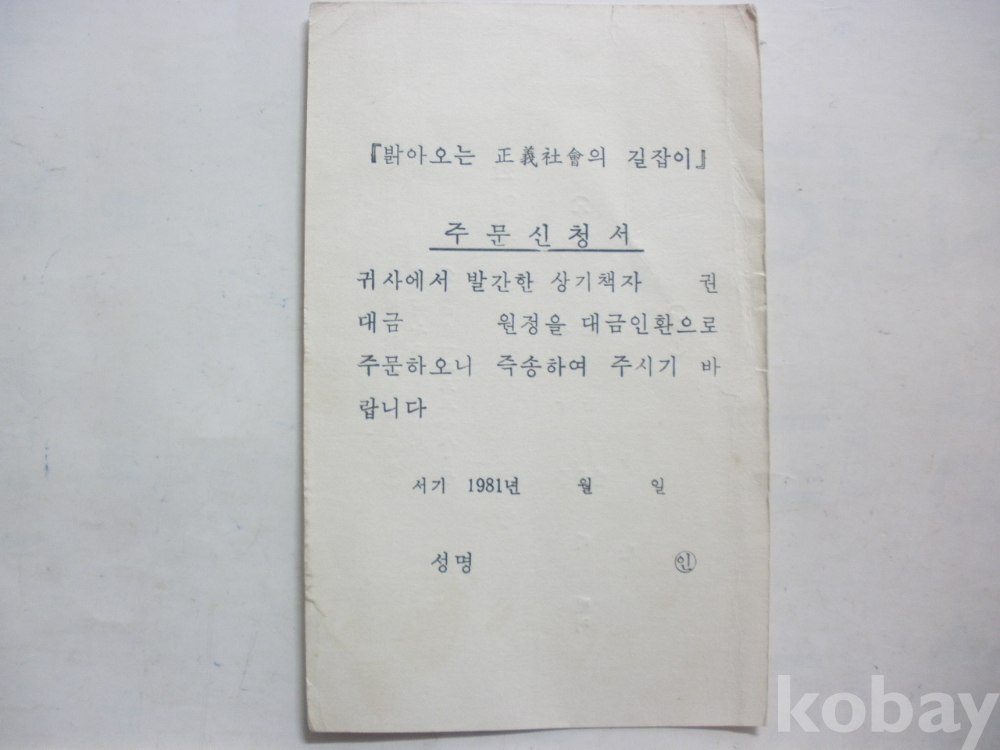 『밝아오는 正義社會의 길잡이』
주 문 신 청 서
귀사에서 발간한 상기책자 권
대금 원정을 대금인환으로
주문하오니 즉송하여 주시기 바
랍니다
서기 1981년 월 일
성명 ㊞
kobay